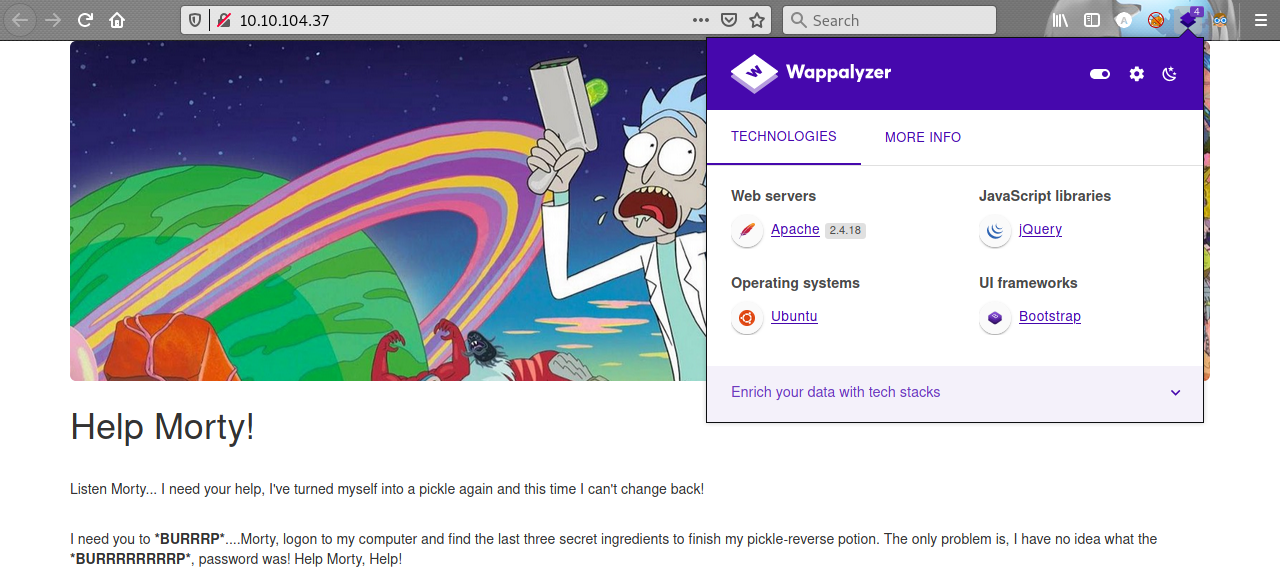 10.10.104.37
Search
4
Wappalyzer
TECHNOLOGIES
MORE INFO
Web servers
JavaScript libraries
Apache 2.4.18
jQuery
Operating systems
UI frameworks
Ubuntu
Bootstrap
Enrich your data with tech stacks
Help Morty!
Listen Morty... I need your help, I've turned myself into a pickle again and this time I can't change back!
I need you to *BURRRP*....Morty, logon to my computer and find the last three secret ingredients to finish my pickle-reverse potion. The only problem is, I have no idea what the
*BURRRRRRRRP*, password was! Help Morty, Help!